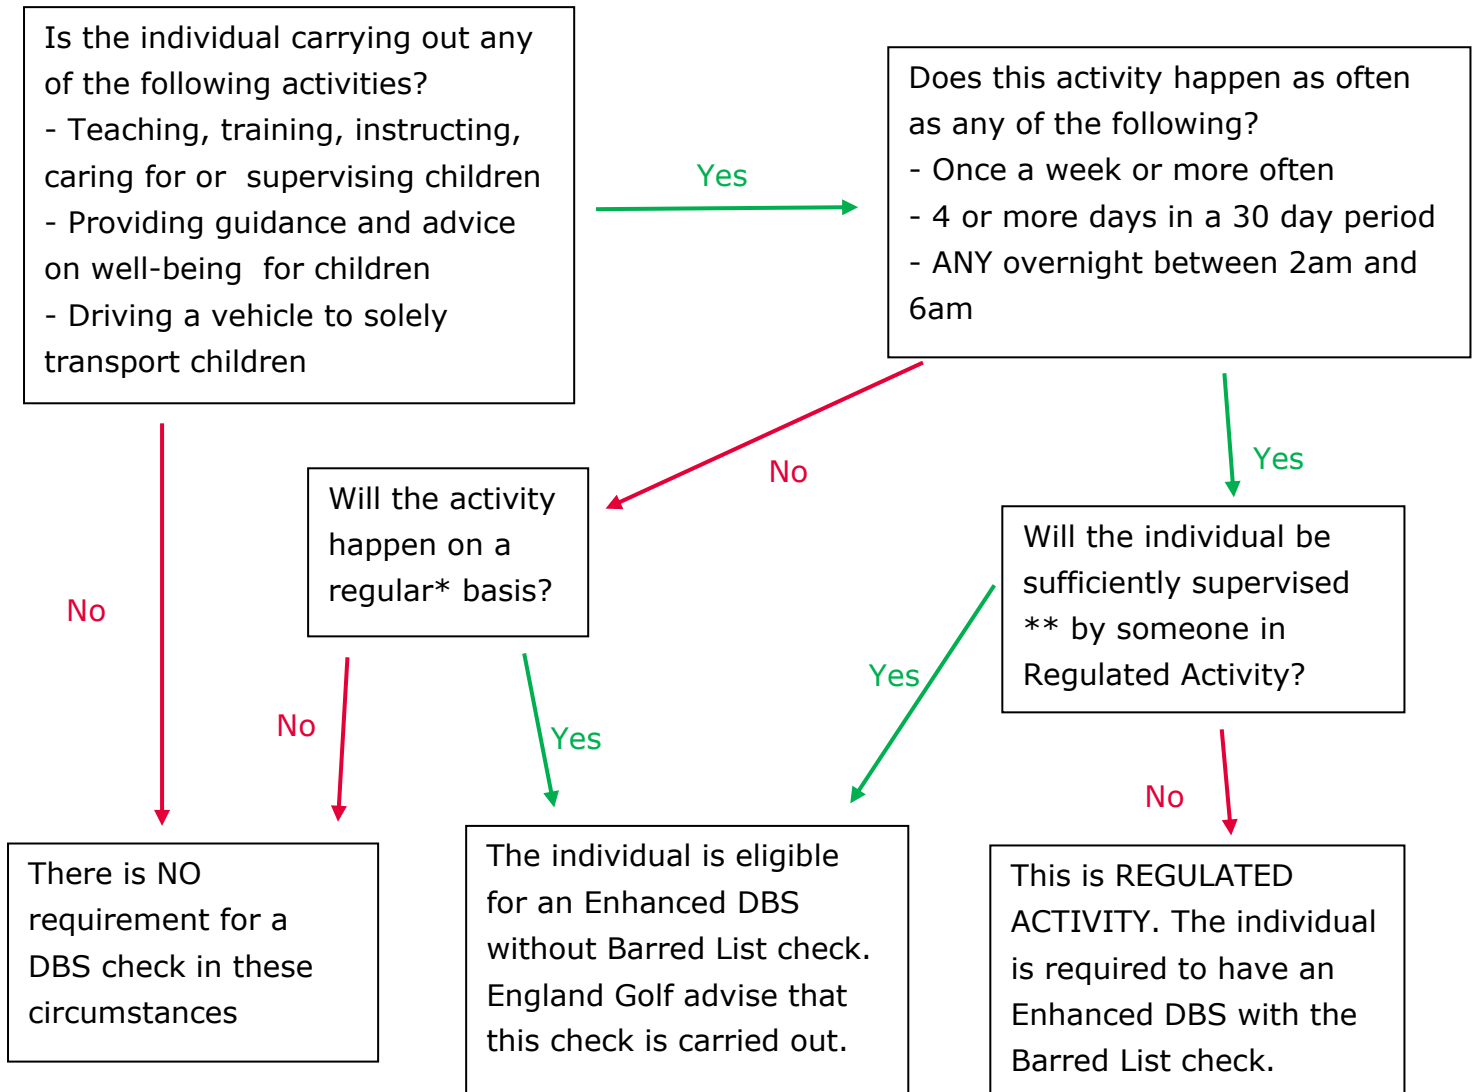 Is the individual carrying out any
of the following activities?
- Teaching, training, instructing,
caring for or  supervising children
- Providing guidance and advice
on well-being  for children
- Driving a vehicle to solely
transport children
Yes
Does this activity happen as often
as any of the following?
- Once a week or more often
- 4 or more days in a 30 day period
- ANY overnight between 2am and
6am
No
Will the activity
happen on a
regular* basis?
No
Yes
Will the individual be
sufficiently supervised
** by someone in
Regulated Activity?
No
Yes
Yes
No
There is NO
requirement for a
DBS check in these
circumstances
The individual is eligible
for an Enhanced DBS
without Barred List check.
England Golf advise that
this check is carried out.
This is REGULATED
ACTIVITY. The individual
is required to have an
Enhanced DBS with the
Barred List check.